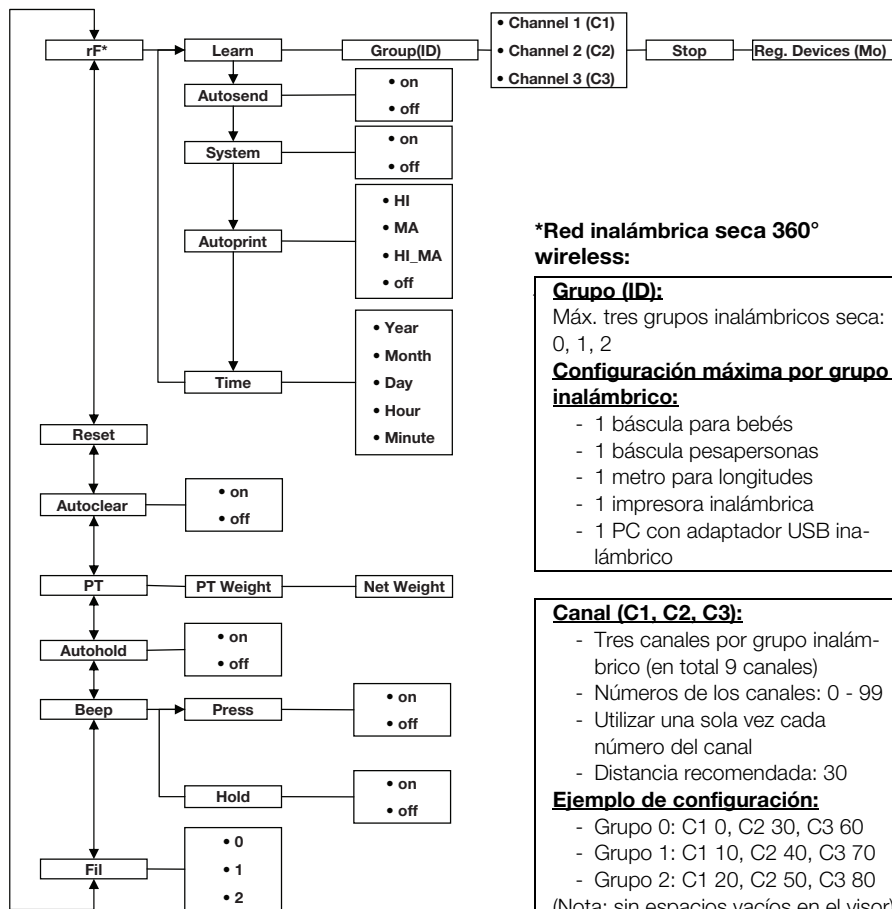 rF*
Learn
Group(ID)
• Channel 1 (C1)
• Channel 2 (C2)
• Channel 3 (C3)
Stop
Reg. Devices (Mo)
Autosend
• on
• off
System
• on
• off
Autoprint
• HI
• MA
• HI_MA
• off
Time
• Year
• Month
• Day
• Hour
• Minute
Reset
Autoclear
• on
• off
PT
PT Weight
Net Weight
Autohold
• on
• off
Beep
Press
• on
• off
Hold
• on
• off
Fil
• 0
• 1
• 2
*Red inalámbrica seca 360°
wireless:
Grupo (ID):
Máx. tres grupos inalámbricos seca:
0, 1, 2
Configuración máxima por grupo
inalámbrico:
- 1 báscula para bebés
- 1 báscula pesapersonas
- 1 metro para longitudes
- 1 impresora inalámbrica
- 1 PC con adaptador USB ina-
lámbrico
Canal (C1, C2, C3):
- Tres canales por grupo inalám-
brico (en total 9 canales)
- Números de los canales: 0 - 99
- Utilizar una sola vez cada
número del canal
- Distancia recomendada: 30
Ejemplo de configuración:
- Grupo 0: C1 0, C2 30, C3 60
- Grupo 1: C1 10, C2 40, C3 70
- Grupo 2: C1 20, C2 50, C3 80
(Nota: sin espacios vacíos en el visor)